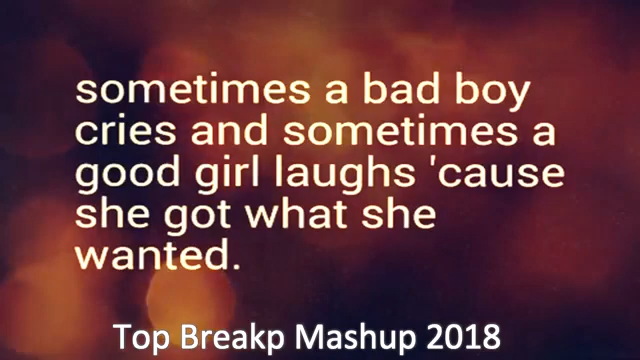 sometimes a bad boy
cries and sometimes a
good girl laughs 'cause
she got what she
wanted.
Top Breakp Mashup 2018